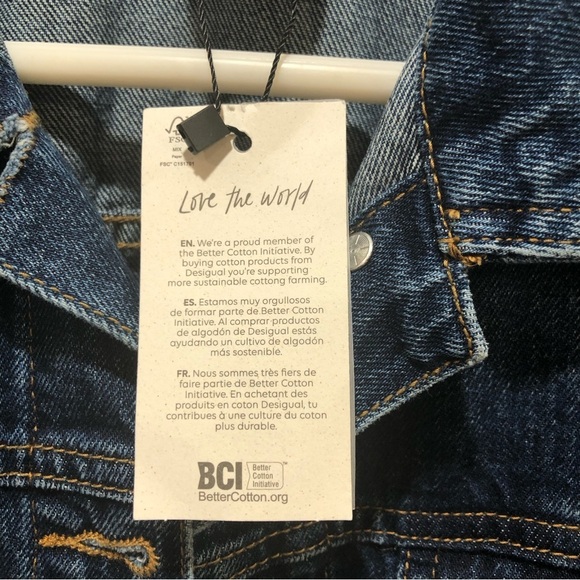 FSC
MIX
Paper
Love the world
EN. We're a proud member of
the Better Cotton Initiative. By
buying cotton products from
Desigual you're supporting
more sustainable cottong farming.
ES. Estamos muy orgullosos
de formar parte de Better Cotton
Initiative. Al comprar productos
de algodón de Desigual estás
ayudando un cultivo de algodón
más sostenible.
FR. Nous sommes très fiers de
faire partie de Better Cotton
Initiative. En achetant des
produits en coton Desigual, tu
contribues à une culture du coton
plus durable.
BCI Better
Cotton
Initiative
BetterCotton.org